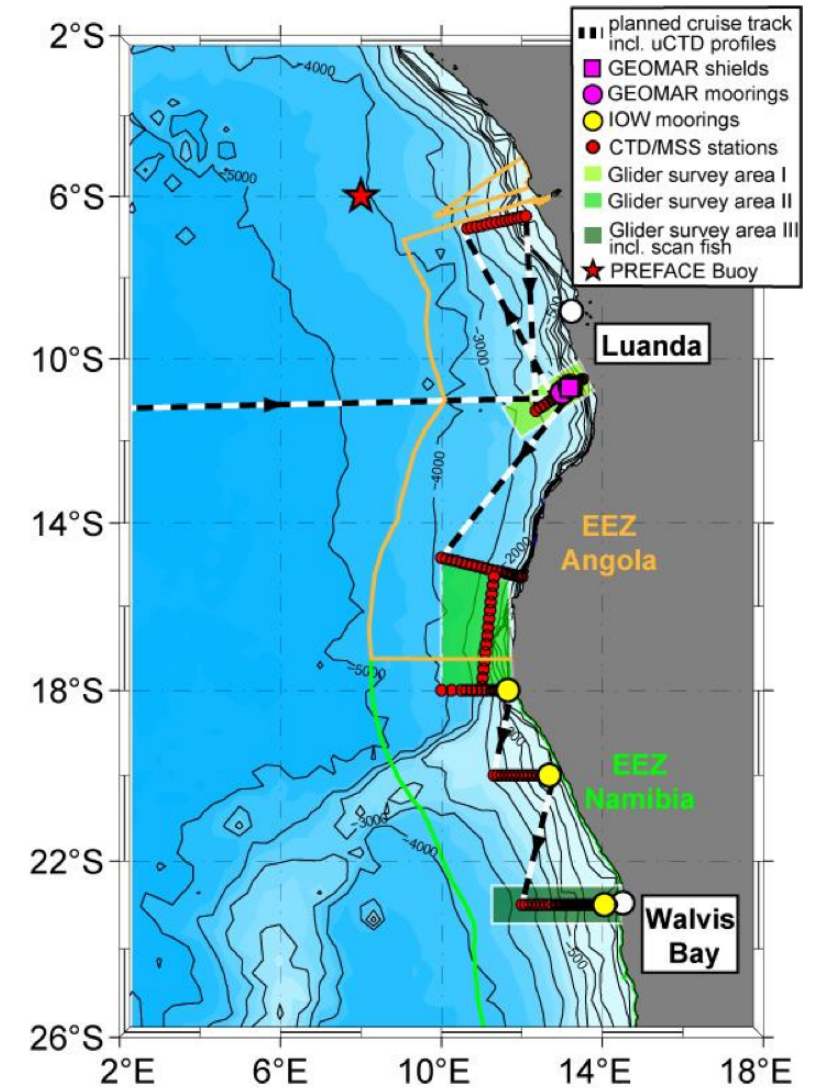 2°S
6°S
10°S
14°S
18°S
22°S
26°S
2°E
6°E
10°E
14°E
18°E
planned cruise track
incl. uCTD profiles
GEOMAR shields
GEOMAR moorings
IOW moorings
CTD/MSS stations
Glider survey area I
Glider survey area II
Glider survey area III
incl. scan fish
PREFACE Buoy
−4000
−5000
−3000
Luanda
−4000
−2000
EEZ
Angola
−5000
EEZ
Namibia
−3000
−4000
−500
Walvis
Bay